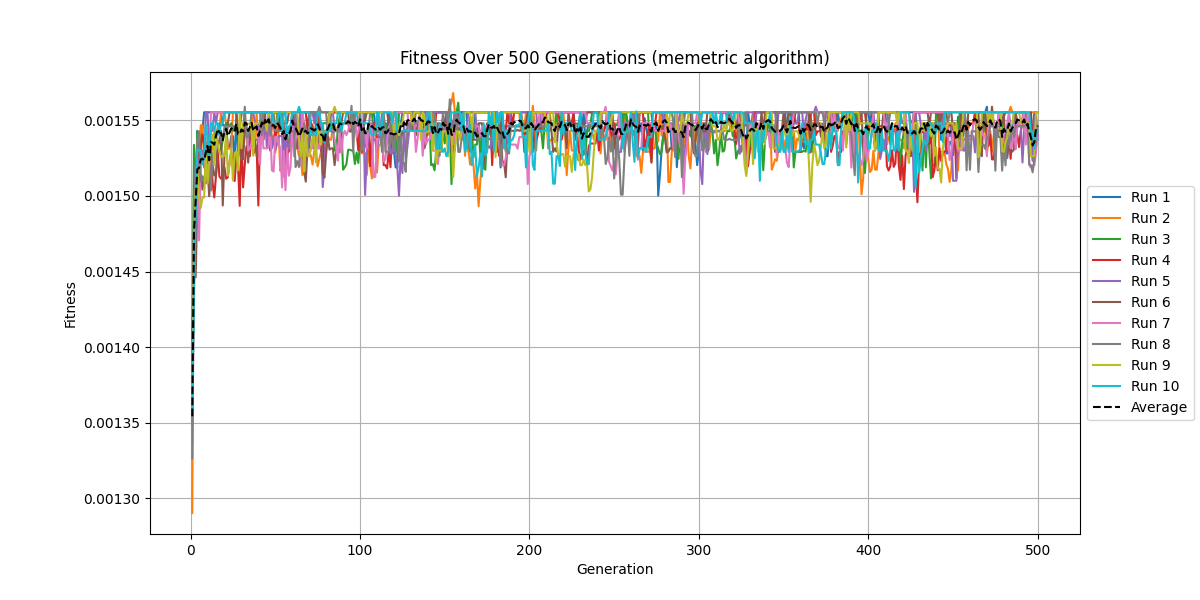 Fitness Over 500 Generations (memetric algorithm)
Fitness
0.00155
0.00150
0.00145
0.00140
0.00135
0.00130
0
100
200
300
400
500
Generation
Run 1
Run 2
Run 3
Run 4
Run 5
Run 6
Run 7
Run 8
Run 9
Run 10
Average